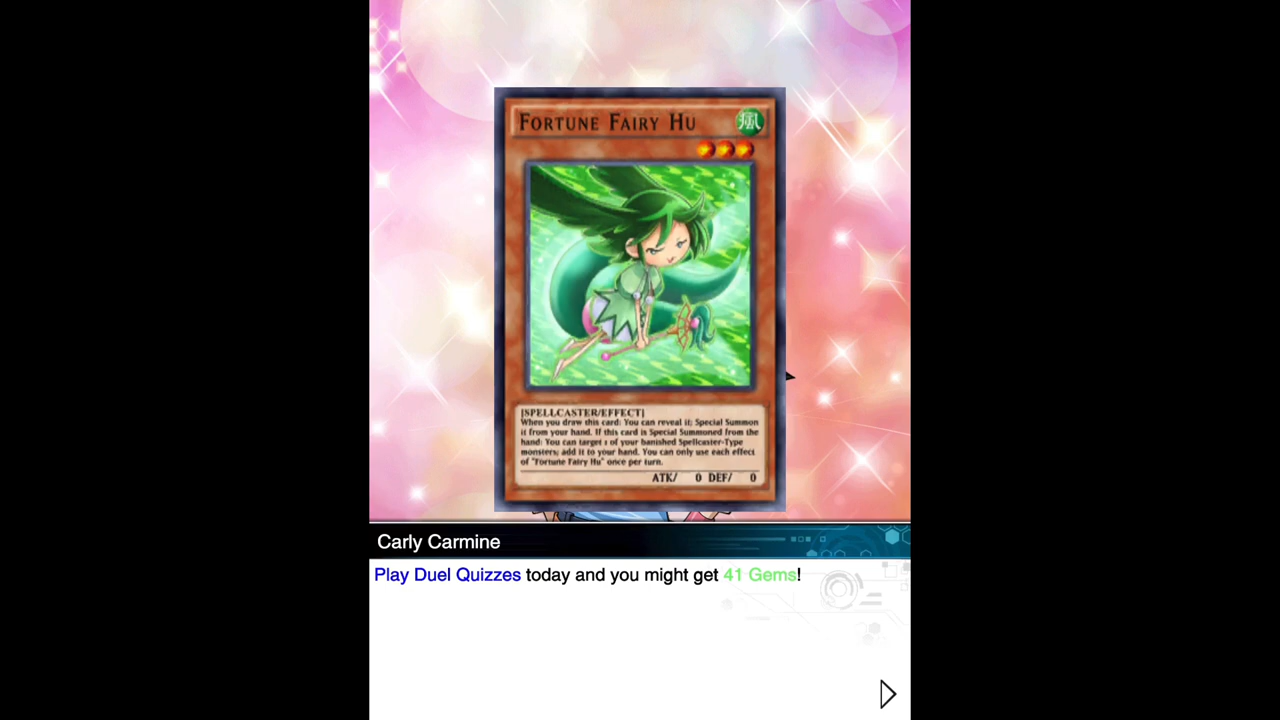 FORTUNE FAIRY HU
風
[SPELLCASTER/EFFECT]
When you draw this card: You can reveal it; Special Summon
it from your hand. If this card is Special Summoned from the
hand: You can target 1 of your banished Spellcaster-Type
monsters; add it to your hand. You can only use each effect
of "Fortune Fairy Hu" once per turn.
ATK/ 0 DEF/ 0
Carly Carmine
Play Duel Quizzes today and you might get 41 Gems!